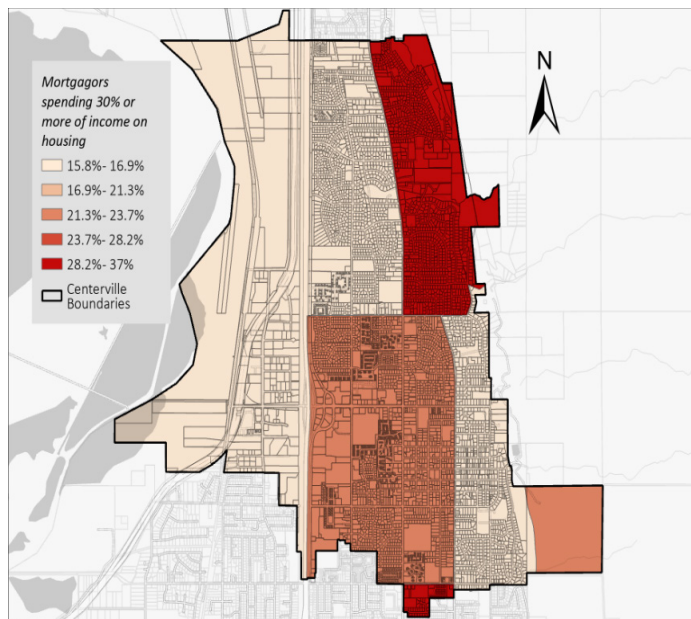 N
Mortgagors
spending 30% or
more of income on
housing
15.8%- 16.9%
16.9%- 21.3%
21.3%- 23.7%
23.7%- 28.2%
28.2%- 37%
Centerville
Boundaries